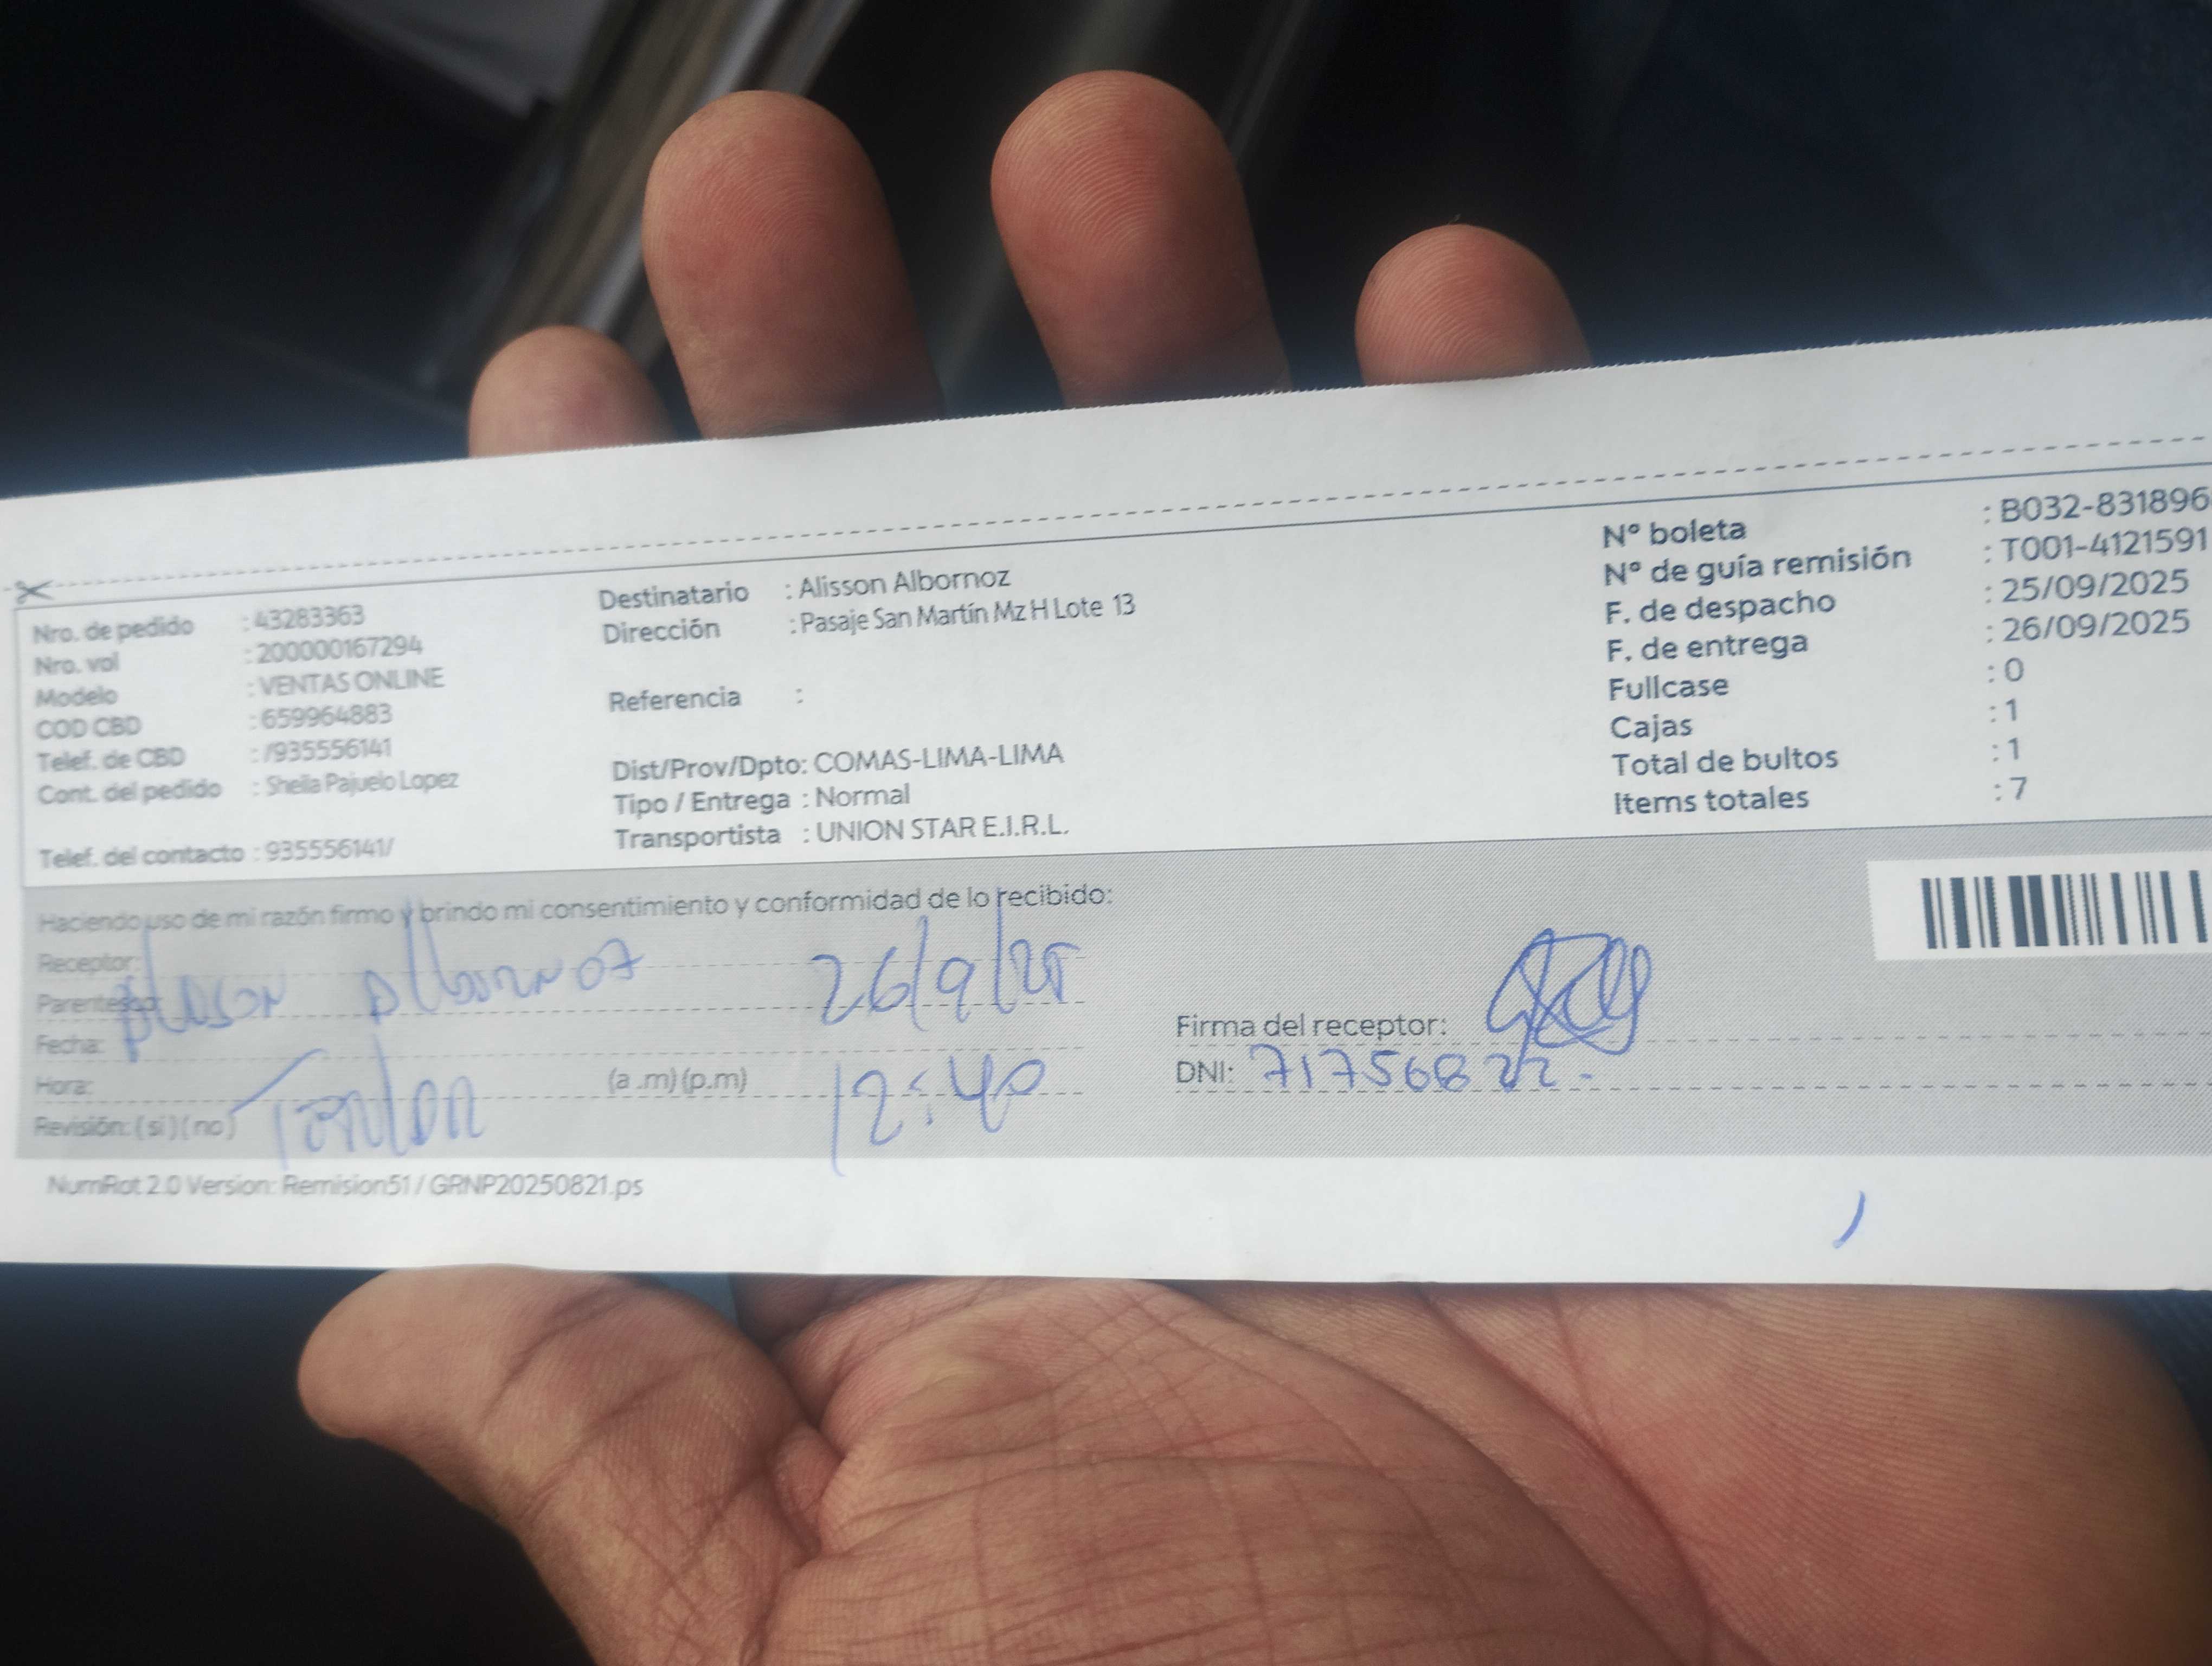 Nro. de pedido : 43283363
Nro. vol : 200000167294
Modelo : VENTAS ONLINE
COD CBD : 659964883
Telef. de CBD : /935556141
Cont. del pedido : Sheila Pajuelo Lopez
Telef. del contacto : 935556141/
Destinatario : Alisson Albornoz
Dirección : Pasaje San Martín Mz H Lote 13
Referencia :
Dist/Prov/Dpto: COMAS-LIMA-LIMA
Tipo / Entrega : Normal
Transportista : UNION STAR E.I.R.L.
N° boleta : B032-831896
N° de guía remisión : T001-4121591
F. de despacho : 25/09/2025
F. de entrega : 26/09/2025
Fullcase : 0
Cajas : 1
Total de bultos : 1
Items totales : 7
Haciendo uso de mi razón firmo y brindo mi consentimiento y conformidad de lo recibido:
Receptor:
Parentesco:
Albornoz 26/9/25
Fecha:
Hora: (a .m) (p.m) 12:40
Revisión: ( si ) ( no )
Firma del receptor:
DNI: 71756822.
NumRot 2.0 Version: Remision51 / GRNP20250821.ps